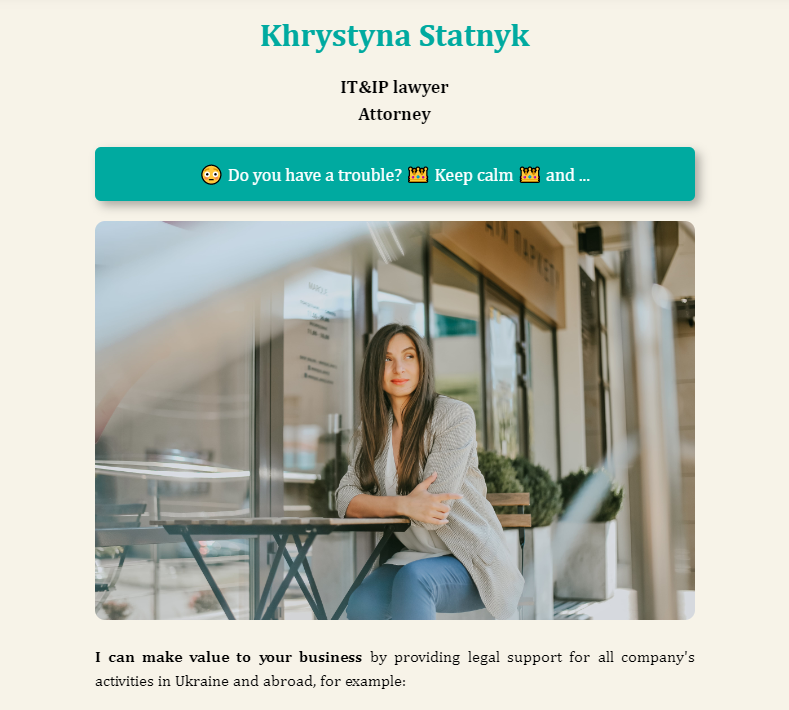 Khrystyna Statnyk
IT&IP lawyer
Attorney
😳 Do you have a trouble? 👑 Keep calm 👑 and ...
I can make value to your business by providing legal support for all company's
activities in Ukraine and abroad, for example: